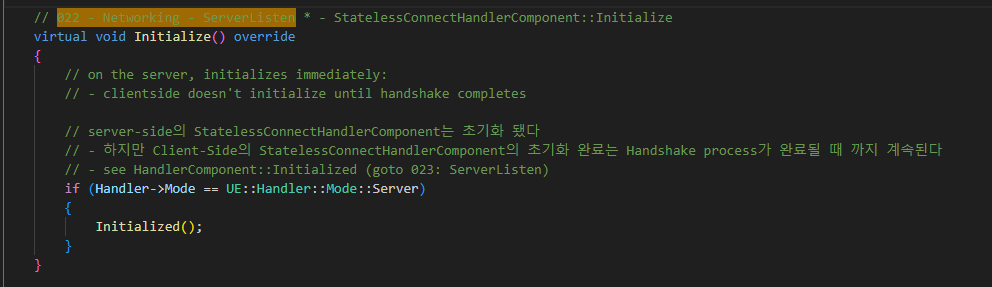 // 022 - Networking - ServerListen * - StatelessConnectHandlerComponent::Initialize
virtual void Initialize() override
{
// on the server, initializes immediately:
// - clientside doesn't initialize until handshake completes
// server-side의 StatelessConnectHandlerComponent는 초기화 됐다
// - 하지만 Client-Side의 StatelessConnectHandlerComponent의 초기화 완료는 Handshake process가 완료될 때 까지 계속된다
// - see HandlerComponent::Initialized (goto 023: ServerListen)
if (Handler->Mode == UE::Handler::Mode::Server)
{
Initialized();
}
}